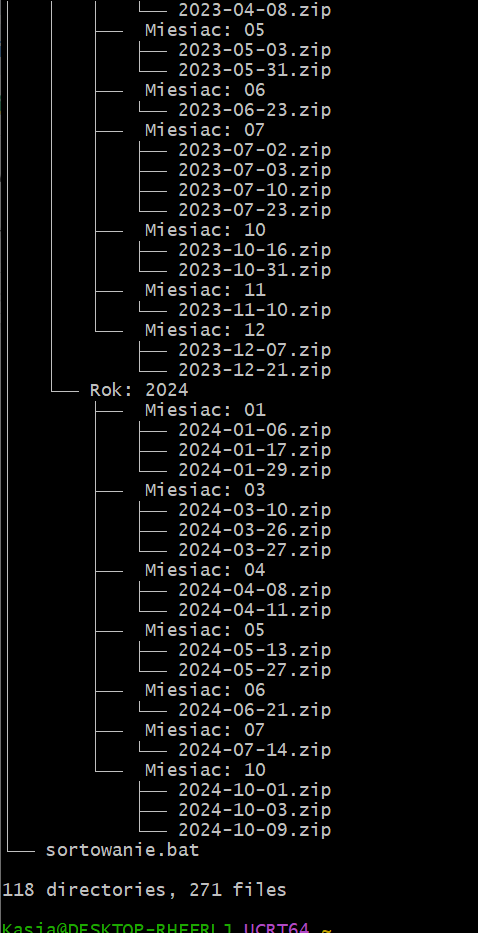 2023-04-08.zip
Miesiac: 05
2023-05-03.zip
2023-05-31.zip
Miesiac: 06
2023-06-23.zip
Miesiac: 07
2023-07-02.zip
2023-07-03.zip
2023-07-10.zip
2023-07-23.zip
Miesiac: 10
2023-10-16.zip
2023-10-31.zip
Miesiac: 11
2023-11-10.zip
Miesiac: 12
2023-12-07.zip
2023-12-21.zip
Rok: 2024
Miesiac: 01
2024-01-06.zip
2024-01-17.zip
2024-01-29.zip
Miesiac: 03
2024-03-10.zip
2024-03-26.zip
2024-03-27.zip
Miesiac: 04
2024-04-08.zip
2024-04-11.zip
Miesiac: 05
2024-05-13.zip
2024-05-27.zip
Miesiac: 06
2024-06-21.zip
Miesiac: 07
2024-07-14.zip
Miesiac: 10
2024-10-01.zip
2024-10-03.zip
2024-10-09.zip
sortowanie.bat
118 directories, 271 files
UCRT64 ~